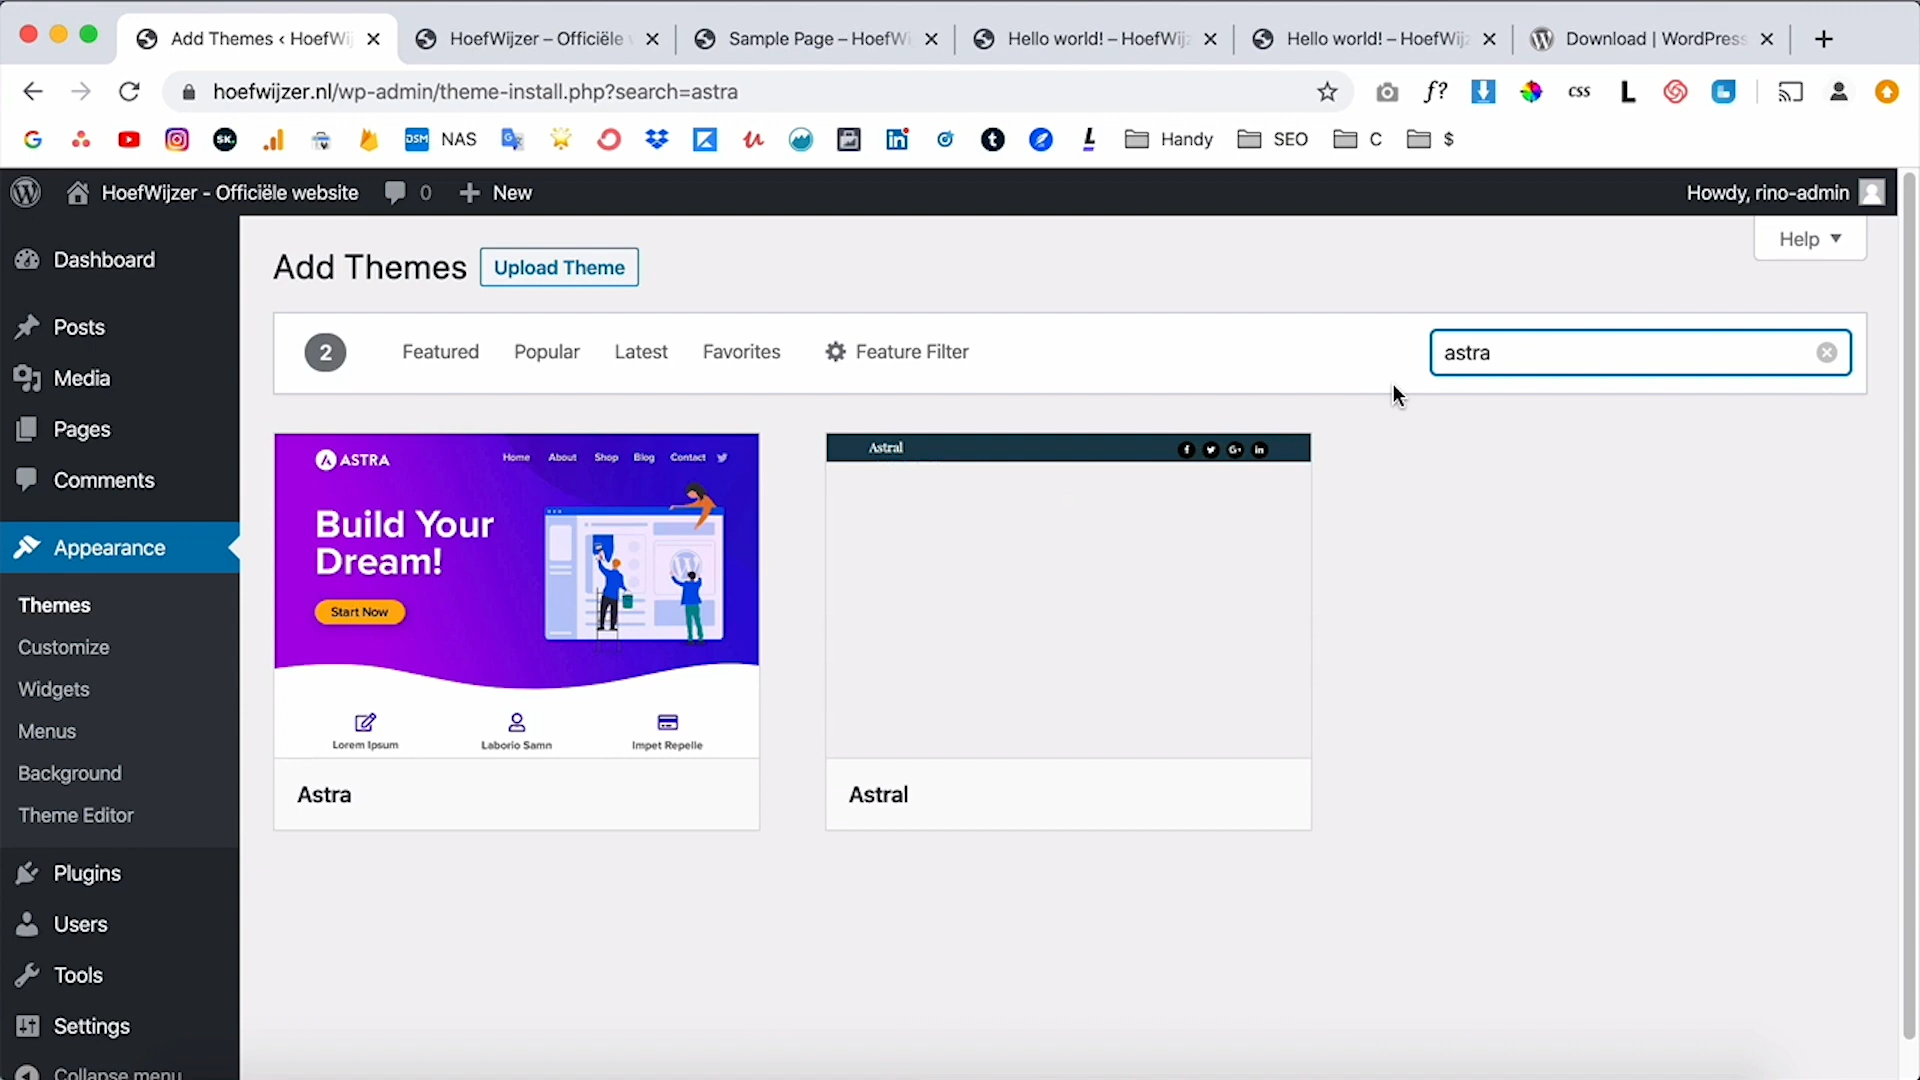 Add Themes ‹ HoefWij
HoefWijzer – Officiële
Sample Page – HoefWi
Hello world! – HoefWijz
Hello world! – HoefWijz
Download | WordPress
hoefwijzer.nl/wp-admin/theme-install.php?search=astra
f?
css
L
SK.
DSM
NAS
Handy
SEO
C
$
HoefWijzer - Officiële website
0
New
Howdy, rino-admin
Help
Dashboard
Posts
Media
Pages
Comments
Appearance
Themes
Customize
Widgets
Menus
Background
Theme Editor
Plugins
Users
Tools
Settings
Collapse menu
Add Themes
Upload Theme
2
Featured
Popular
Latest
Favorites
Feature Filter
astra
ASTRA
Home
About
Shop
Blog
Contact
Build Your
Dream!
Start Now
Lorem Ipsum
Laborio Samn
Impet Repelle
Astra
Astral
Astral